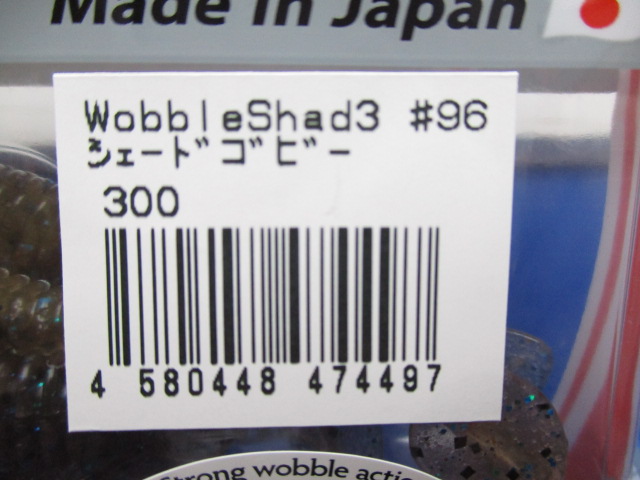 Made in Japan
WobbleShad3 #96
ｼｪｰﾄﾞｺﾞﾋﾞｰ
300
4 580448 474497
Strong wobble actio